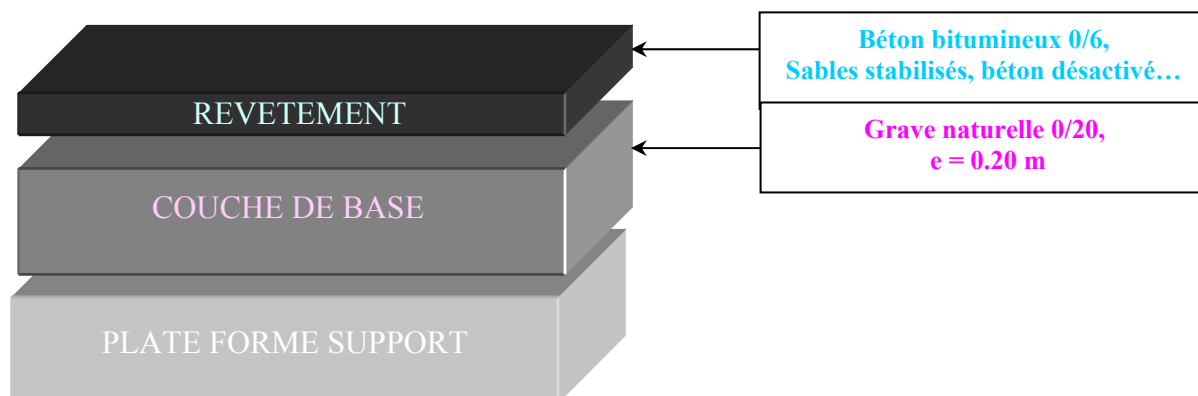 Béton bitumineux 0/6,
Sables stabilisés, béton désactivé…
REVETEMENT
Grave naturelle 0/20,
e = 0.20 m
COUCHE DE BASE
PLATE FORME SUPPORT